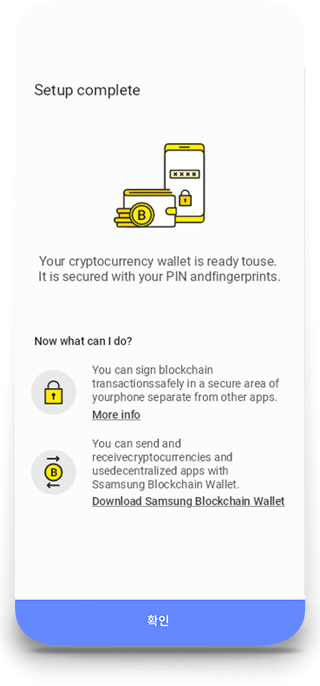 Setup complete
****
B
Your cryptocurrency wallet is ready touse.
It is secured with your PIN andfingerprints.
Now what can I do?
You can sign blockchain
transactionssafely in a secure area of
yourphone separate from other apps.
More info
B
You can send and
receivecryptocurrencies and
usedecentralized apps with
Ssamsung Blockchain Wallet.
Download Samsung Blockchain Wallet
확인